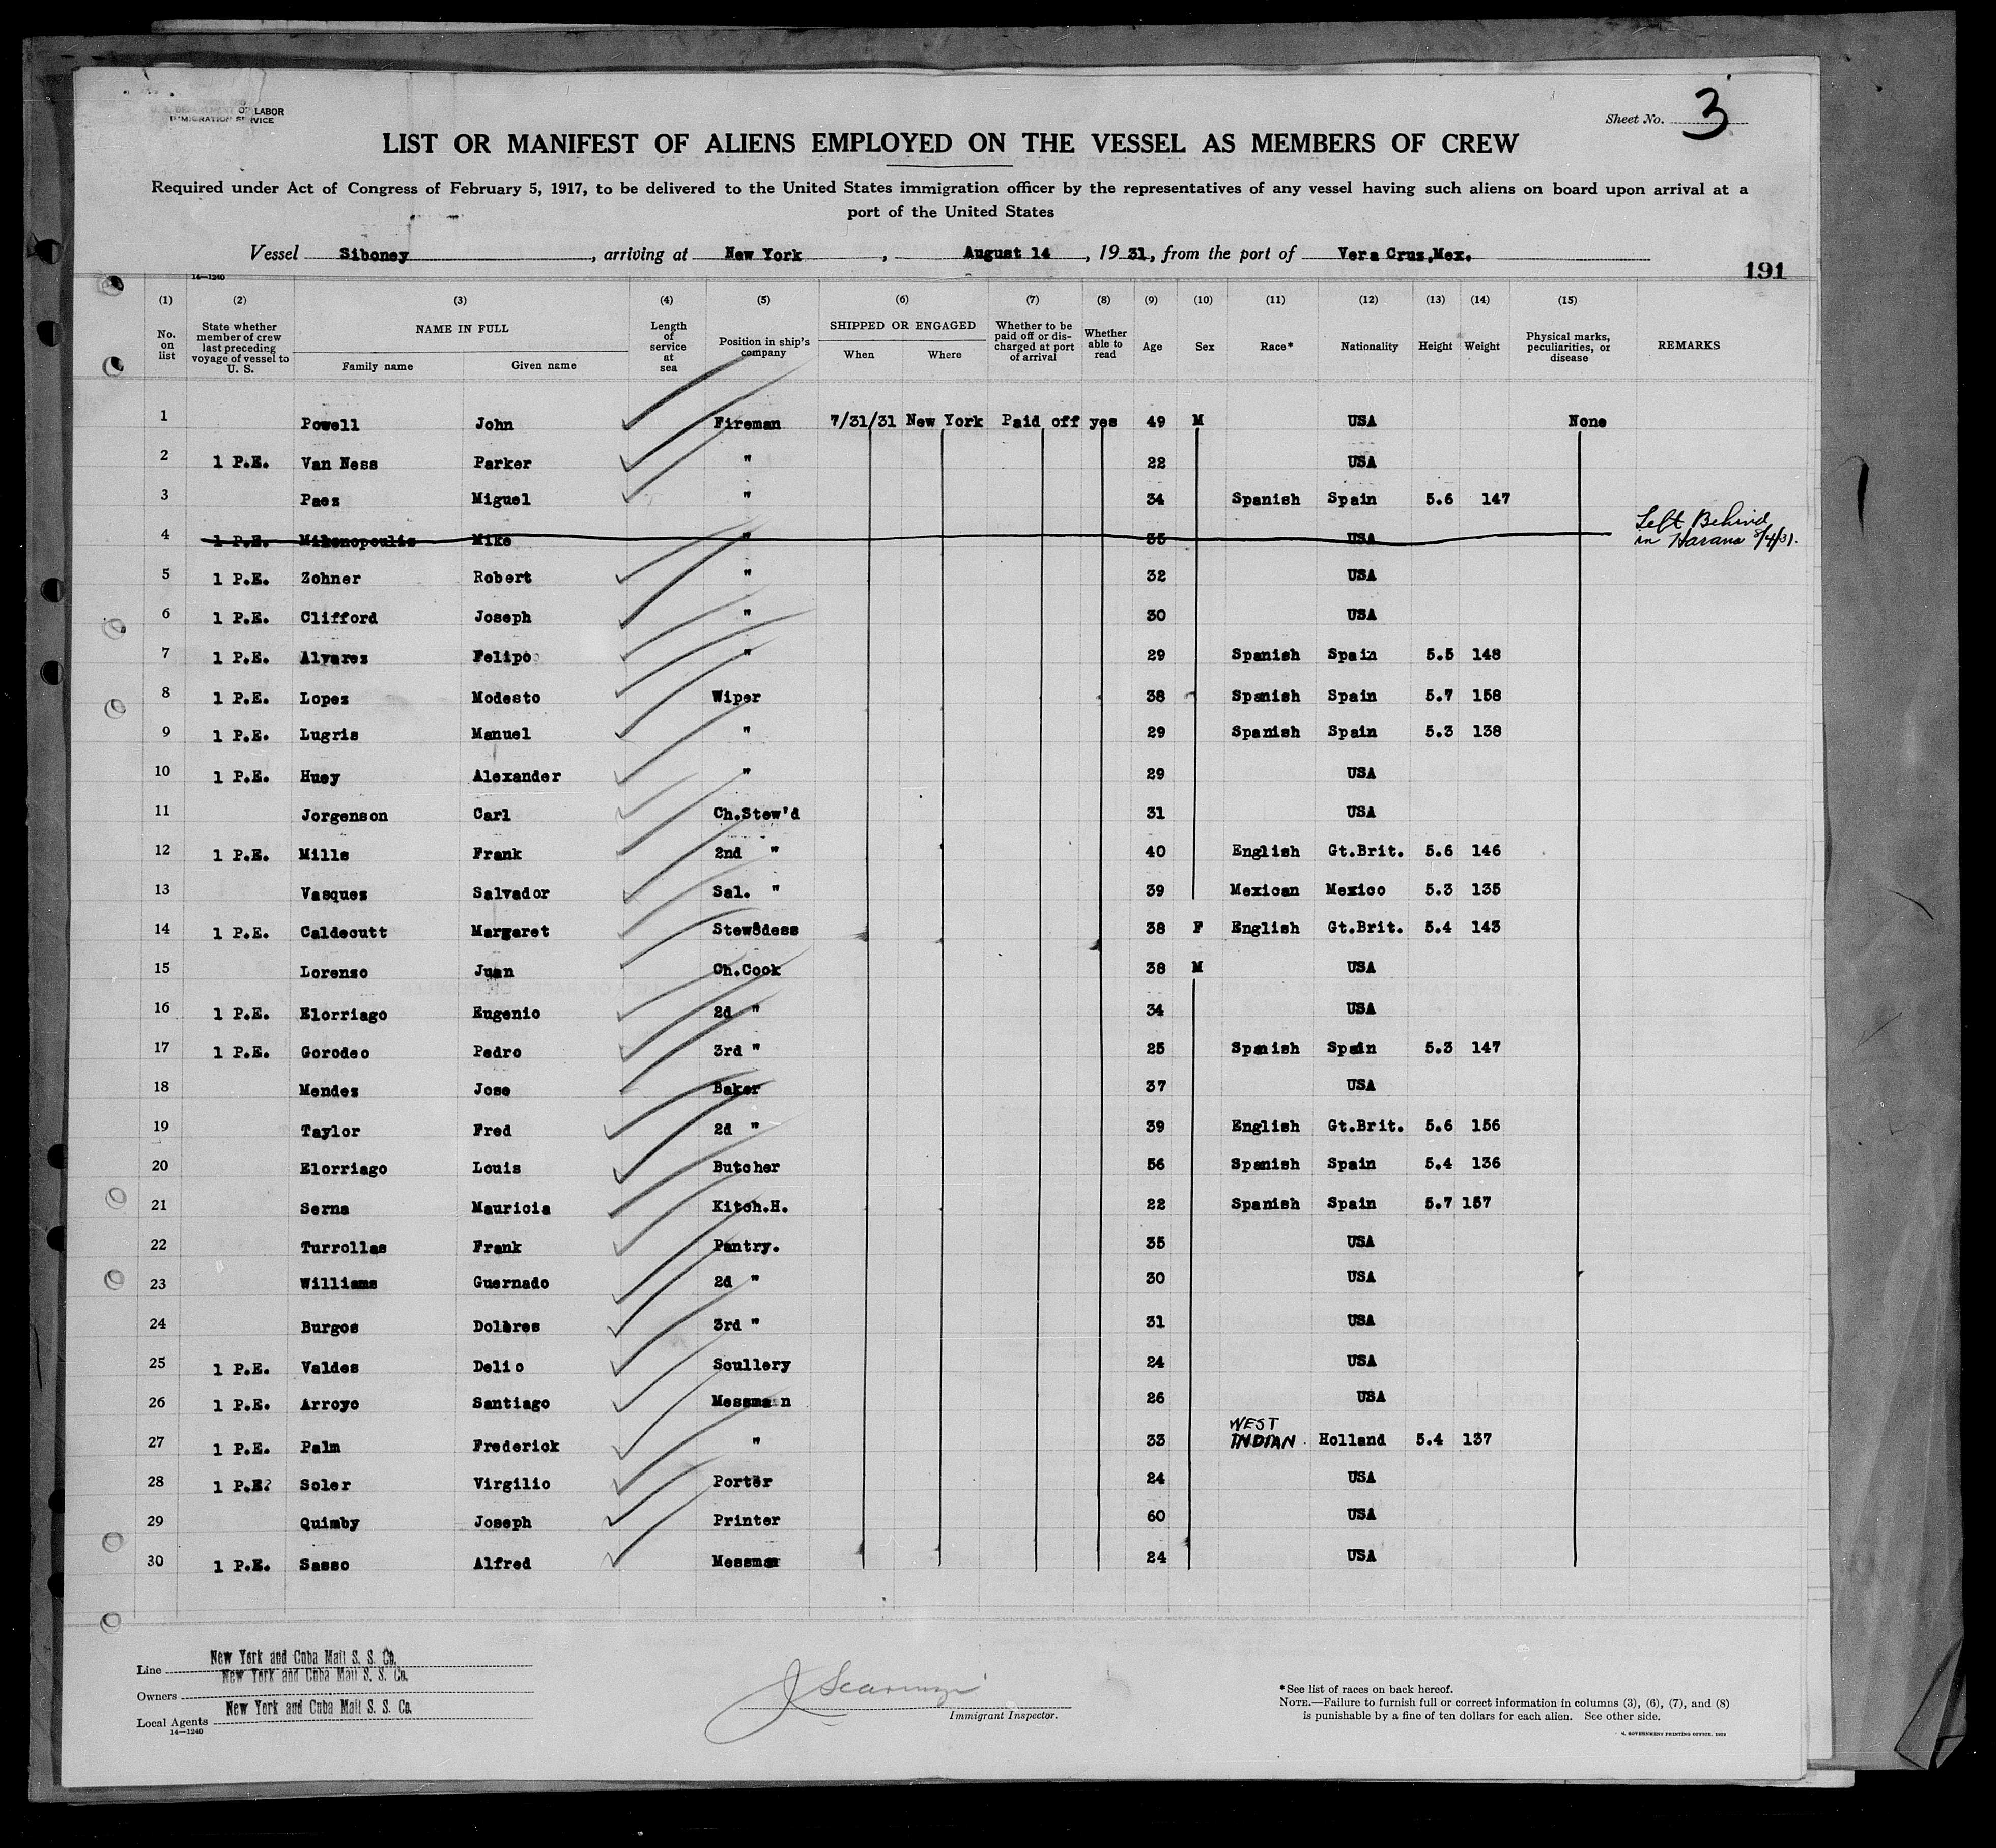 OF LABOR
IMMIGRATION SERVICE
Sheet No. 3
LIST OR MANIFEST OF ALIENS EMPLOYED ON THE VESSEL AS MEMBERS OF CREW
Required under Act of Congress of February 5, 1917, to be delivered to the United States immigration officer by the representatives of any vessel having such aliens on board upon arrival at a
port of the United States
Vessel Siboney, arriving at New York, August 14, 1931, from the port of Vera Cruz,Mex.
14—1240
191
(1) (2) (3) (4) (5) (6) (7) (8) (9) (10) (11) (12) (13) (14) (15)
No. on list
State whether member of crew last preceding voyage of vessel to U. S.
NAME IN FULL
Family name Given name
Length of service at sea
Position in ship's company
SHIPPED OR ENGAGED
When Where
Whether to be paid off or discharged at port of arrival
Whether able to read
Age Sex Race* Nationality Height Weight
Physical marks, peculiarities, or disease
REMARKS
1 Powell John Fireman 7/31/31 New York Paid off yes 49 M USA None
2 1 P.E. Van Ness Parker " 22 USA
3 Paez Miguel " 34 Spanish Spain 5.6 147
4 1 P.E. Mikonopoulis Mike " 35 USA Left Behind
in Havana 8/4/31.
5 1 P.E. Zohner Robert " 32 USA
6 1 P.E. Clifford Joseph " 30 USA
7 1 P.E. Alvarez Felipo " 29 Spanish Spain 5.5 148
8 1 P.E. Lopez Modesto Wiper 38 Spanish Spain 5.7 158
9 1 P.E. Lugris Manuel " 29 Spanish Spain 5.3 138
10 1 P.E. Huey Alexander " 29 USA
11 Jorgenson Carl Ch.Stew'd 31 USA
12 1 P.E. Mills Frank 2nd " 40 English Gt.Brit. 5.6 146
13 Vasquez Salvador Sal. " 39 Mexican Mexico 5.3 135
14 1 P.E. Caldecutt Margaret Stew8dess 38 F English Gt.Brit. 5.4 143
15 Lorenzo Juan Ch.Cook 38 M USA
16 1 P.E. Elorriago Eugenio 2d " 34 USA
17 1 P.E. Gorodeo Pedro 3rd " 25 Spanish Spain 5.3 147
18 Mendez Jose Baker 37 USA
19 Taylor Fred 2d " 39 English Gt.Brit. 5.6 156
20 Elorriago Louis Butcher 56 Spanish Spain 5.4 136
21 Serna Mauricia Kitch.H. 22 Spanish Spain 5.7 157
22 Turrollas Frank Pantry. 35 USA
23 Williams Guernado 2d " 30 USA
24 Burgos Dolores 3rd " 31 USA
25 1 P.E. Valdes Delio Scullery 24 USA
26 1 P.E. Arroyo Santiago Messman 26 USA
27 1 P.E. Palm Frederick " 33 WEST INDIAN Holland 5.4 137
28 1 P.E? Soler Virgilio Porter 24 USA
29 Quimby Joseph Printer 60 USA
30 1 P.E. Sasso Alfred Messman 24 USA
Line New York and Cuba Mail S. S. Co.
Owners New York and Cuba Mail S. S. Co.
Local Agents New York and Cuba Mail S. S. Co.
14—1240
Immigrant Inspector.
*See list of races on back hereof.
NOTE.—Failure to furnish full or correct information in columns (3), (6), (7), and (8)
is punishable by a fine of ten dollars for each alien. See other side.
GOVERNMENT PRINTING OFFICE